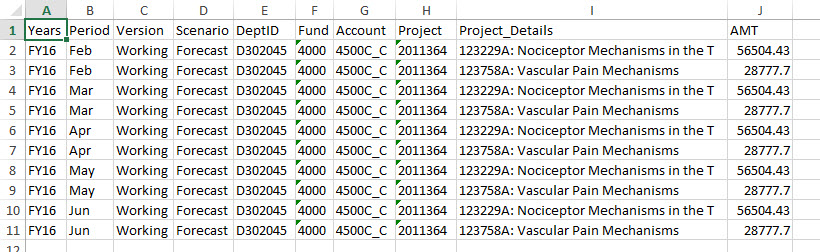 A B C D E F G H I J
1 Years Period Version Scenario DeptID Fund Account Project Project_Details AMT
2 FY16 Feb Working Forecast D302045 4000 4500C_C 2011364 123229A: Nociceptor Mechanisms in the T 56504.43
3 FY16 Feb Working Forecast D302045 4000 4500C_C 2011364 123758A: Vascular Pain Mechanisms 28777.7
4 FY16 Mar Working Forecast D302045 4000 4500C_C 2011364 123229A: Nociceptor Mechanisms in the T 56504.43
5 FY16 Mar Working Forecast D302045 4000 4500C_C 2011364 123758A: Vascular Pain Mechanisms 28777.7
6 FY16 Apr Working Forecast D302045 4000 4500C_C 2011364 123229A: Nociceptor Mechanisms in the T 56504.43
7 FY16 Apr Working Forecast D302045 4000 4500C_C 2011364 123758A: Vascular Pain Mechanisms 28777.7
8 FY16 May Working Forecast D302045 4000 4500C_C 2011364 123229A: Nociceptor Mechanisms in the T 56504.43
9 FY16 May Working Forecast D302045 4000 4500C_C 2011364 123758A: Vascular Pain Mechanisms 28777.7
10 FY16 Jun Working Forecast D302045 4000 4500C_C 2011364 123229A: Nociceptor Mechanisms in the T 56504.43
11 FY16 Jun Working Forecast D302045 4000 4500C_C 2011364 123758A: Vascular Pain Mechanisms 28777.7
12